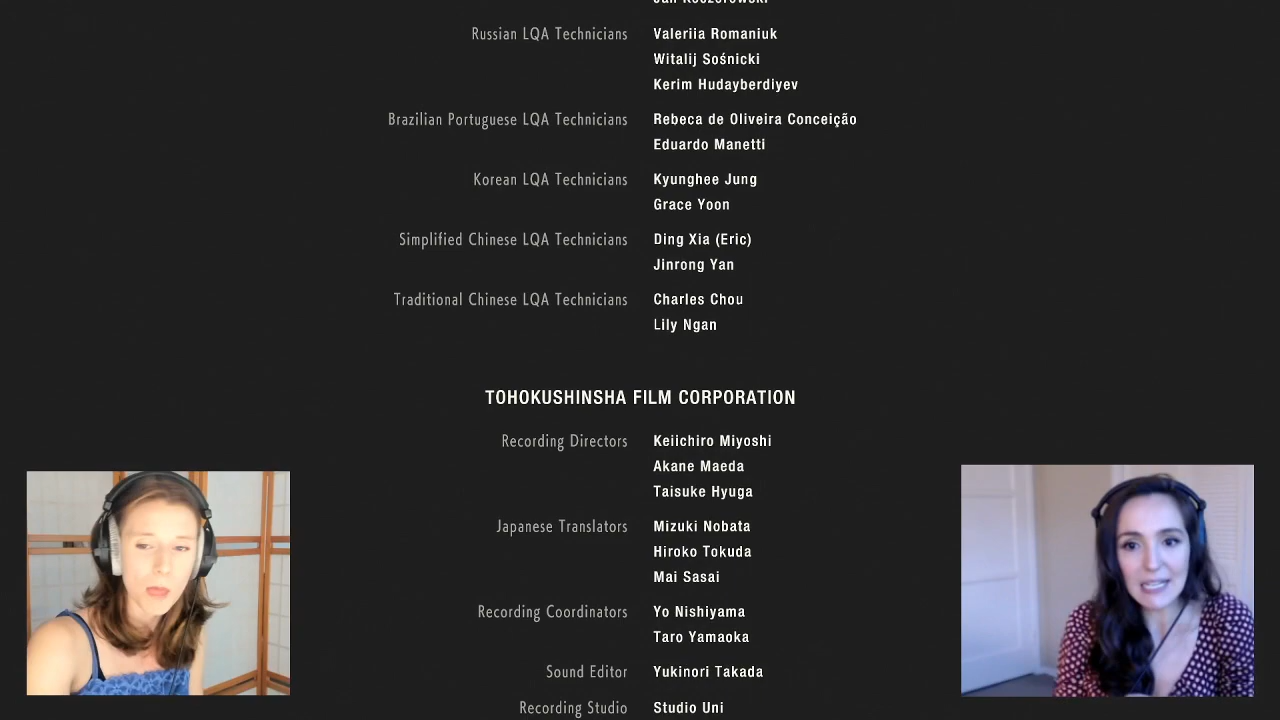 Russian LQA Technicians Valeriia Romaniuk
Witalij Sośnicki
Kerim Hudayberdiyev
Brazilian Portuguese LQA Technicians Rebeca de Oliveira Conceição
Eduardo Manetti
Korean LQA Technicians Kyunghee Jung
Grace Yoon
Simplified Chinese LQA Technicians Ding Xia (Eric)
Jinrong Yan
Traditional Chinese LQA Technicians Charles Chou
Lily Ngan
TOHOKUSHINSHA FILM CORPORATION
Recording Directors Keiichiro Miyoshi
Akane Maeda
Taisuke Hyuga
Japanese Translators Mizuki Nobata
Hiroko Tokuda
Mai Sasai
Recording Coordinators Yo Nishiyama
Taro Yamaoka
Sound Editor Yukinori Takada
Recording Studio Studio Uni